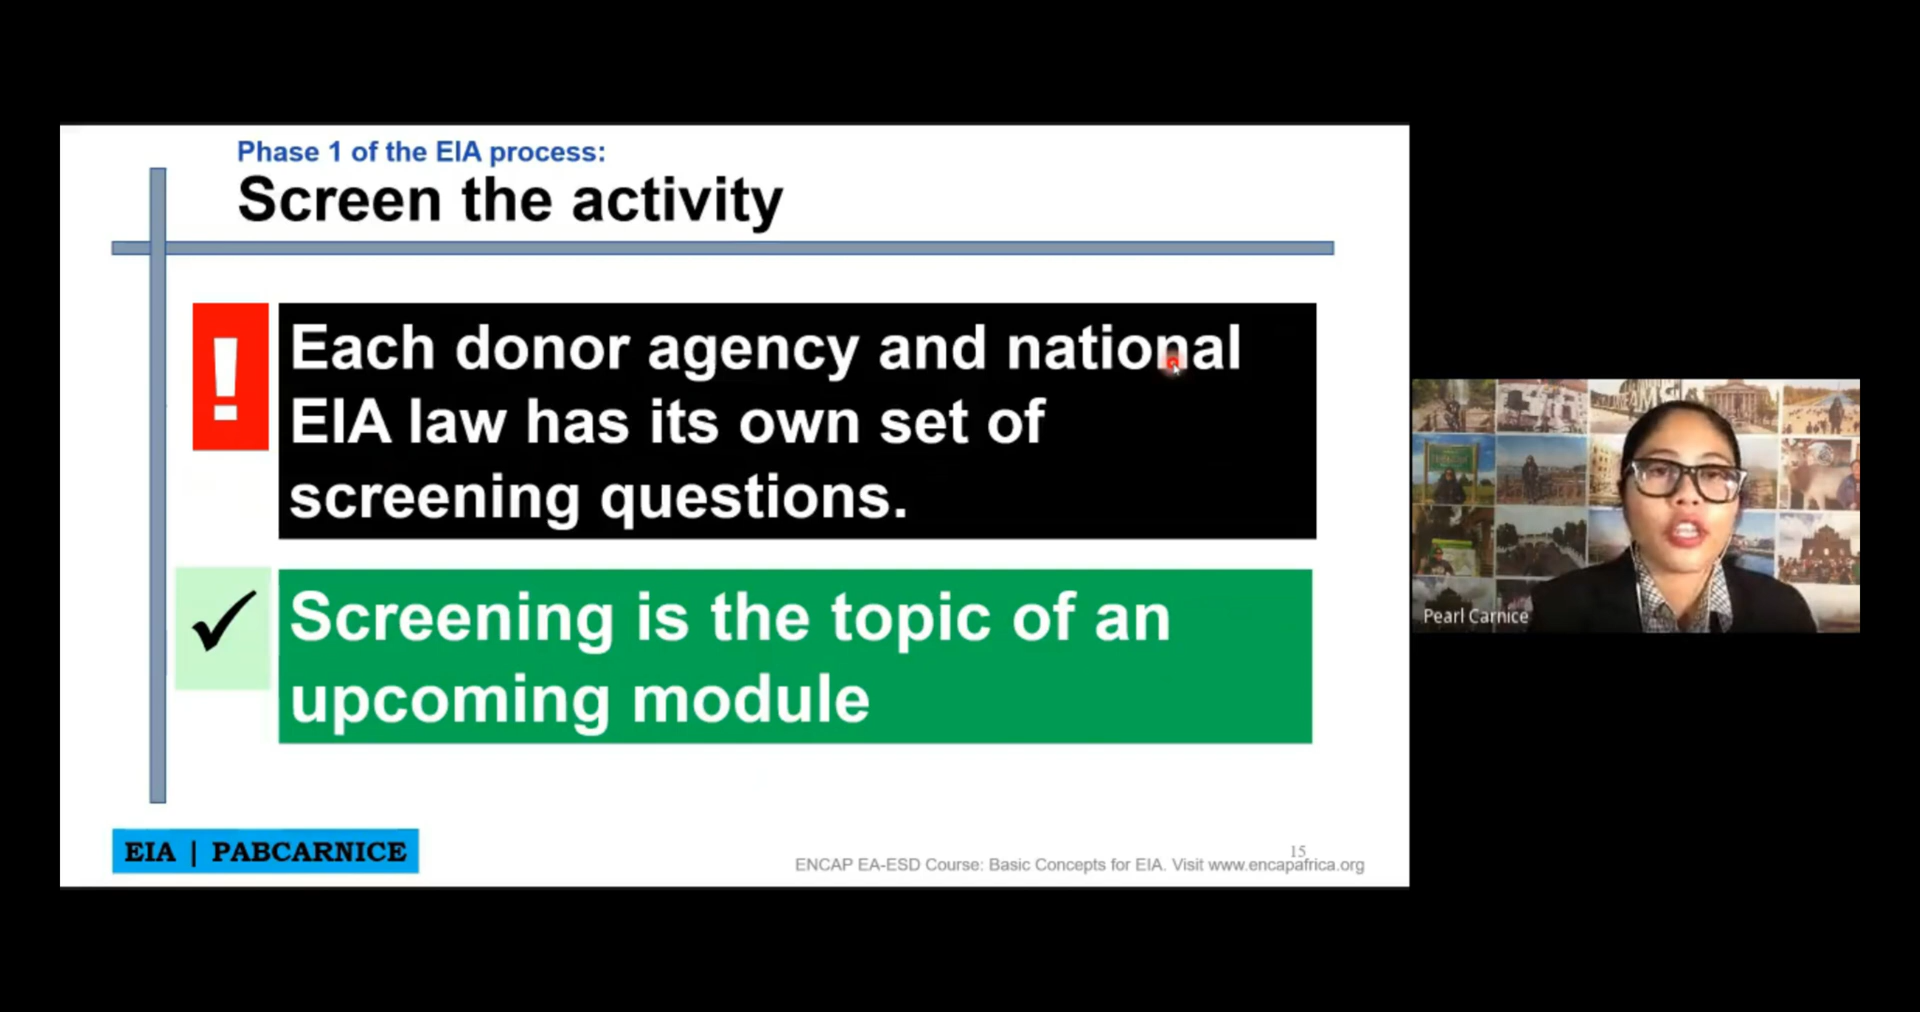 Phase 1 of the EIA process:
Screen the activity
!
Each donor agency and national
EIA law has its own set of
screening questions.
✓
Screening is the topic of an
upcoming module
EIA | PABCARNICE
15
ENCAP EA-ESD Course: Basic Concepts for EIA. Visit www.encapafrica.org
Pearl Carnice